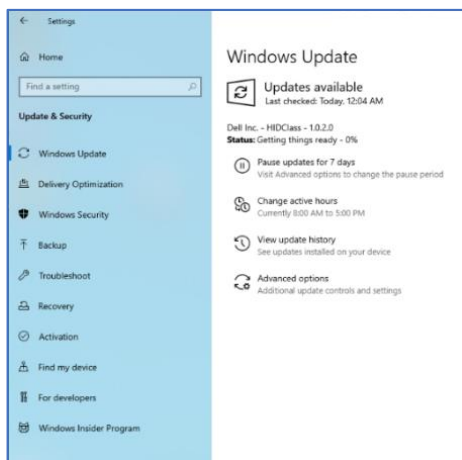 Settings
Home
Find a setting
Update & Security
Windows Update
Delivery Optimization
Windows Security
Backup
Troubleshoot
Recovery
Activation
Find my device
For developers
Windows Insider Program
Windows Update
Updates available
Last checked: Today, 12:04 AM
Dell Inc. - HIDClass - 1.0.2.0
Status: Getting things ready - 0%
Pause updates for 7 days
Visit Advanced options to change the pause period
Change active hours
Currently 8:00 AM to 5:00 PM
View update history
See updates installed on your device
Advanced options
Additional update controls and settings